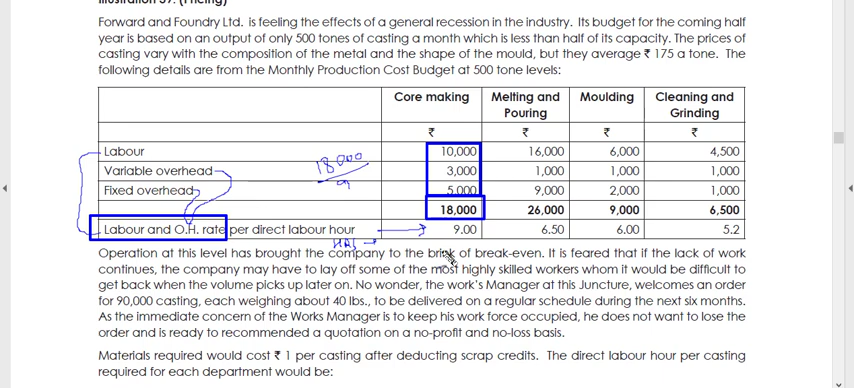 Forward and Foundry Ltd. is feeling the effects of a general recession in the industry. Its budget for the coming half
year is based on an output of only 500 tones of casting a month which is less than half of its capacity. The prices of
casting vary with the composition of the metal and the shape of the mould, but they average ₹ 175 a tone. The
following details are from the Monthly Production Cost Budget at 500 tone levels:
Core making Melting and Pouring Moulding Cleaning and Grinding
₹ ₹ ₹ ₹
Labour 10,000 16,000 6,000 4,500
Variable overhead 3,000 1,000 1,000 1,000
Fixed overhead 5,000 9,000 2,000 1,000
18,000 26,000 9,000 6,500
Labour and O.H. rate per direct labour hour 9.00 6.50 6.00 5.2
18000
9
HRS
Operation at this level has brought the company to the brink of break-even. It is feared that if the lack of work
continues, the company may have to lay off some of the most highly skilled workers whom it would be difficult to
get back when the volume picks up later on. No wonder, the work's Manager at this Juncture, welcomes an order
for 90,000 casting, each weighing about 40 lbs., to be delivered on a regular schedule during the next six months.
As the immediate concern of the Works Manager is to keep his work force occupied, he does not want to lose the
order and is ready to recommended a quotation on a no-profit and no-loss basis.
Materials required would cost ₹ 1 per casting after deducting scrap credits. The direct labour hour per casting
required for each department would be: